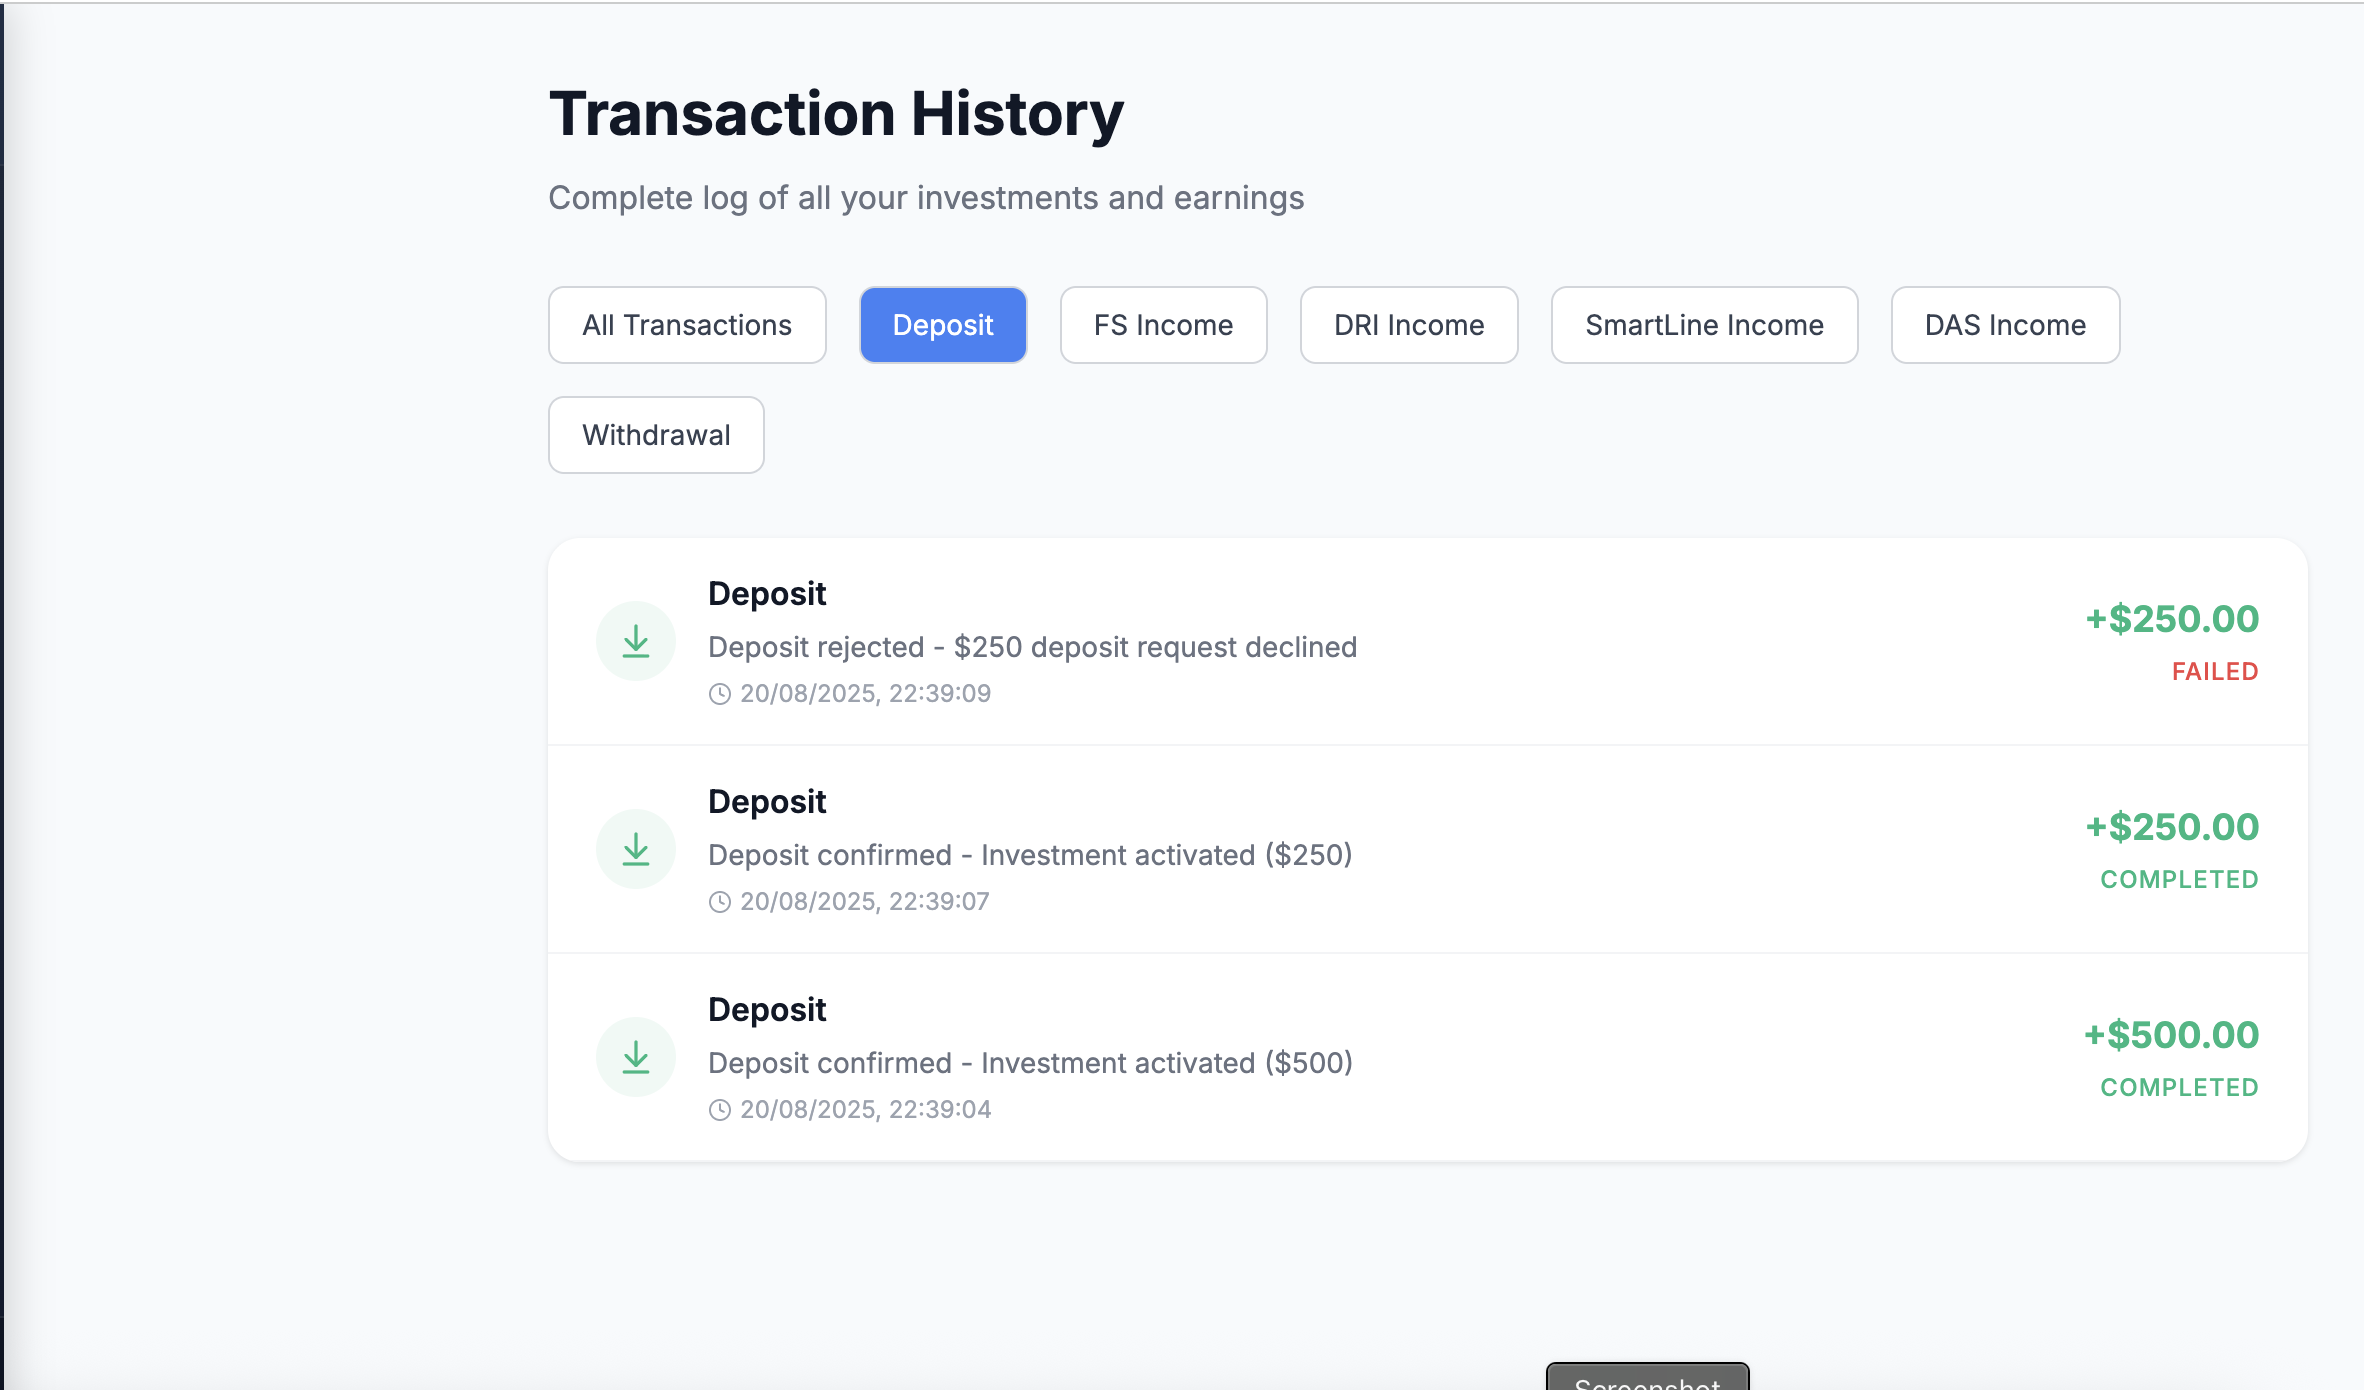 Transaction History
Complete log of all your investments and earnings
All Transactions
Deposit
FS Income
DRI Income
SmartLine Income
DAS Income
Withdrawal
Deposit
Deposit rejected - $250 deposit request declined
20/08/2025, 22:39:09
+$250.00
FAILED
Deposit
Deposit confirmed - Investment activated ($250)
20/08/2025, 22:39:07
+$250.00
COMPLETED
Deposit
Deposit confirmed - Investment activated ($500)
20/08/2025, 22:39:04
+$500.00
COMPLETED
Screenshot